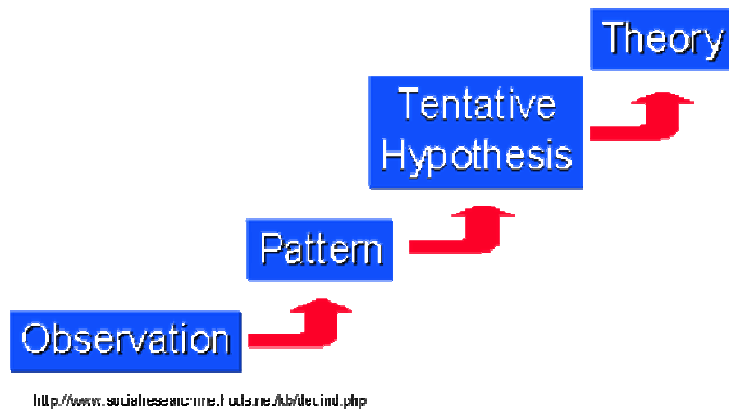 Theory
Tentative
Hypothesis
Pattern
Observation